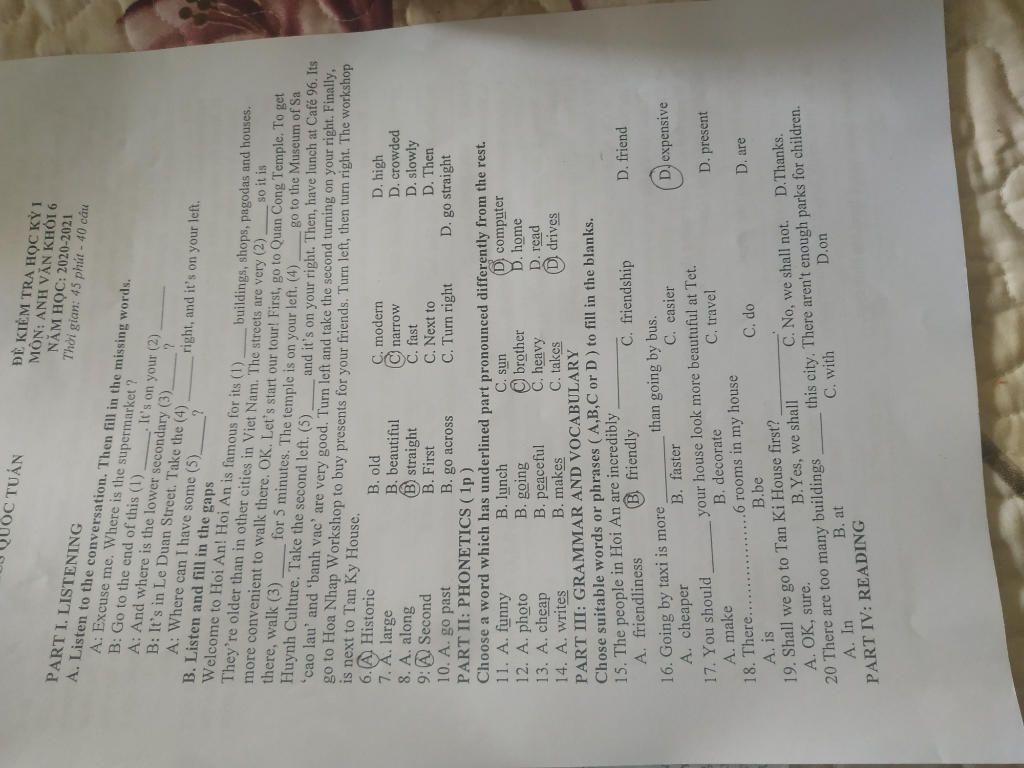 QUỐC TUẤN
ĐỀ KIỂM TRA HỌC KỲ I
MÔN: ANH VĂN KHỐI 6
NĂM HỌC: 2020-2021
Thời gian: 45 phút - 40 câu
PART I. LISTENING
A. Listen to the conversation. Then fill in the missing words.
A: Excuse me. Where is the supermarket ?
B: Go to the end of this (1) ____. It's on your (2) ____
A: And where is the lower secondary (3)____?
B: It's in Le Duan Street. Take the (4) ____ right, and it's on your left.
A: Where can I have some (5)____?
B. Listen and fill in the gaps
Welcome to Hoi An! Hoi An is famous for its (1)____ buildings, shops, pagodas and houses.
They're older than in other cities in Viet Nam. The streets are very (2) ____ so it is
more convenient to walk there. OK. Let's start our tour! First, go to Quan Cong Temple. To get
there, walk (3) ____ for 5 minutes. The temple is on your left. (4) ____ go to the Museum of Sa
Huynh Culture. Take the second left. (5) ____ and it's on your right. Then, have lunch at Café 96. Its
'cao lau' and 'banh vac' are very good. Turn left and take the second turning on your right. Finally,
go to Hoa Nhap Workshop to buy presents for your friends. Turn left, then turn right. The workshop
is next to Tan Ky House.
6. A. Historic B. old C. modern D. high
7. A. large B. beautiful C. narrow D. crowded
8. A. along B. straight C. fast D. slowly
9: A. Second B. First C. Next to D. Then
10. A. go past B. go across C. Turn right D. go straight
PART II: PHONETICS ( 1p )
Choose a word which has underlined part pronounced differently from the rest.
11. A. funny B. lunch C. sun D. computer
12. A. photo B. going C. brother D. home
13. A. cheap B. peaceful C. heavy D. read
14. A. writes B. makes C. takes D. drives
PART III: GRAMMAR AND VOCABULARY
Chose suitable words or phrases ( A,B,C or D ) to fill in the blanks.
15. The people in Hoi An are incredibly ________
A. friendliness B. friendly C. friendship D. friend
16. Going by taxi is more ________ than going by bus.
A. cheaper B. faster C. easier D. expensive
17. You should ______ your house look more beautiful at Tet.
A. make B. decorate C. travel D. present
18. There.....................6 rooms in my house
A. is B.be C. do D. are
19. Shall we go to Tan Ki House first? ________.
A. OK, sure. B.Yes, we shall C. No, we shall not. D.Thanks.
20 There are too many buildings _____ this city. There aren't enough parks for children.
A. In B. at C. with D.on
PART IV: READING